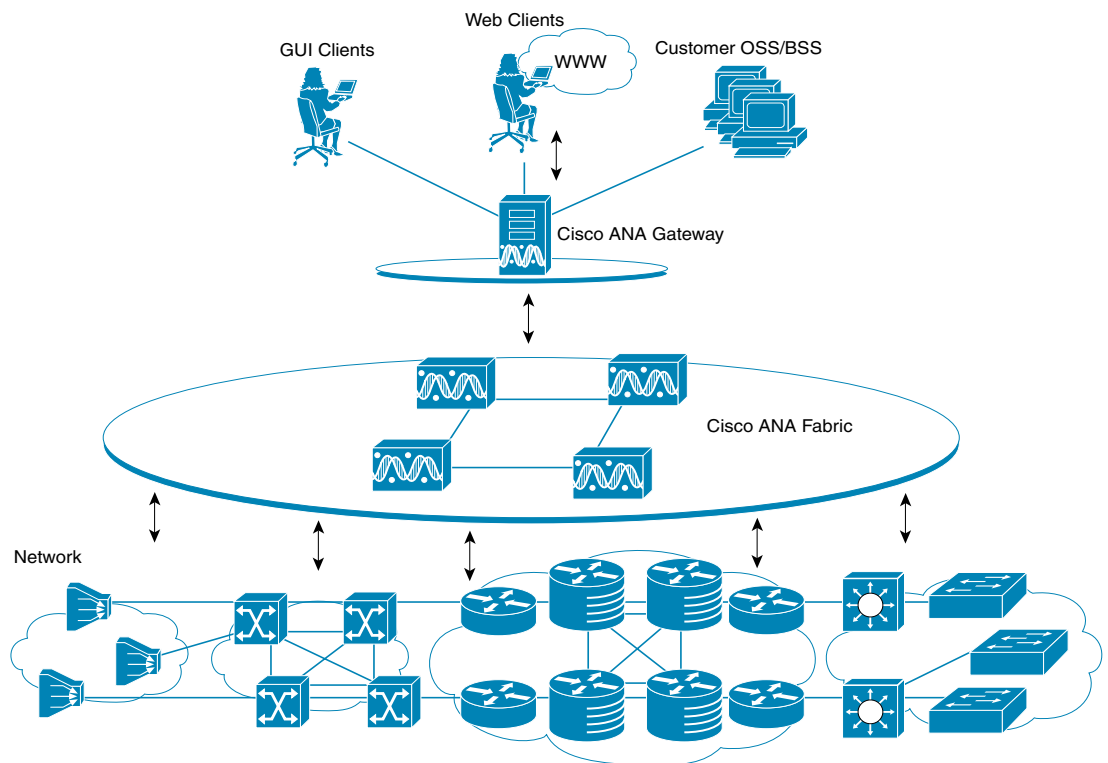 Web Clients
GUI Clients
WWW
Customer OSS/BSS
Cisco ANA Gateway
Cisco ANA Fabric
Network